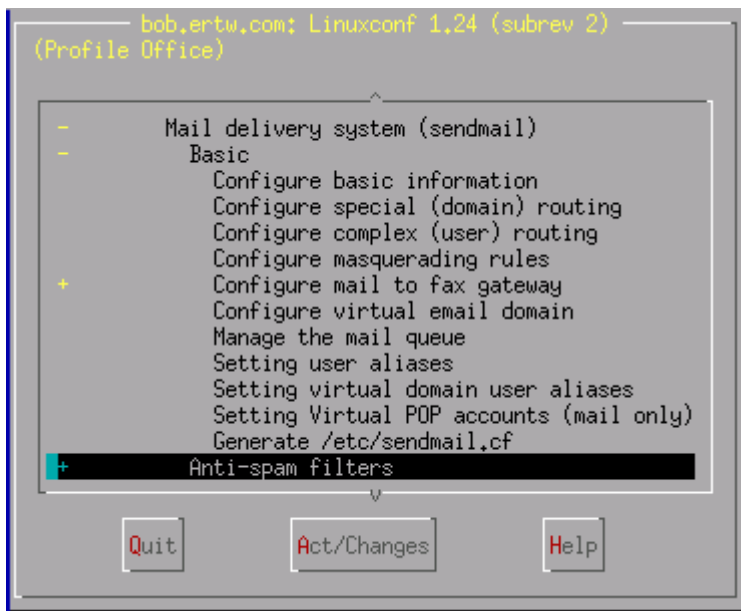 bob.ertw.com: Linuxconf 1.24 (subrev 2)
(Profile Office)
- Mail delivery system (sendmail)
- Basic
Configure basic information
Configure special (domain) routing
Configure complex (user) routing
Configure masquerading rules
+ Configure mail to fax gateway
Configure virtual email domain
Manage the mail queue
Setting user aliases
Setting virtual domain user aliases
Setting Virtual POP accounts (mail only)
Generate /etc/sendmail.cf
+ Anti-spam filters
Quit Act/Changes Help